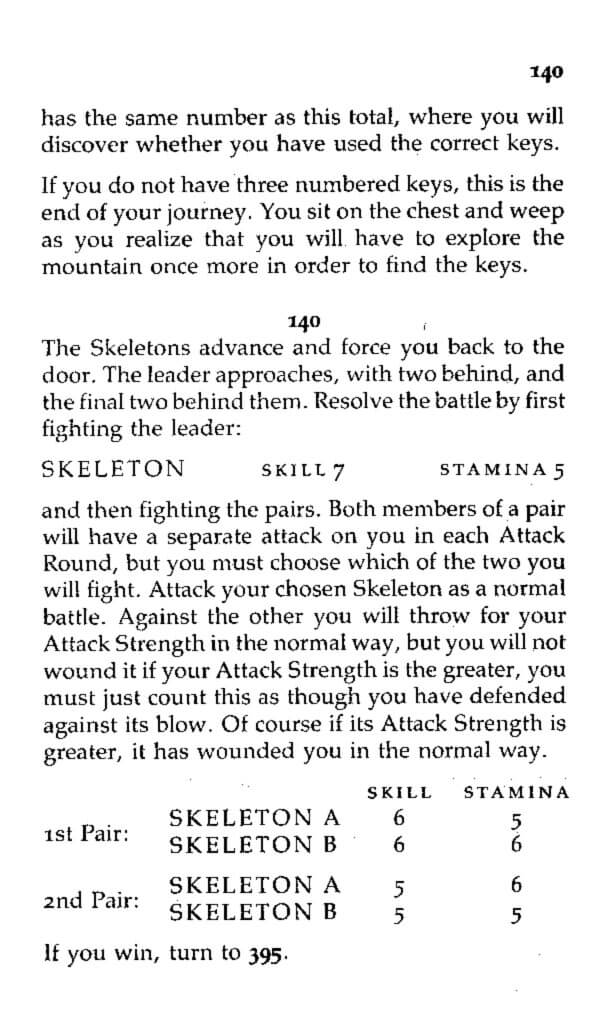 140
has the same number as this total, where you will
discover whether you have used the correct keys.
If you do not have three numbered keys, this is the
end of your journey. You sit on the chest and weep
as you realize that you will have to explore the
mountain once more in order to find the keys.
140
The Skeletons advance and force you back to the
door. The leader approaches, with two behind, and
the final two behind them. Resolve the battle by first
fighting the leader:
SKELETON SKILL 7 STAMINA 5
and then fighting the pairs. Both members of a pair
will have a separate attack on you in each Attack
Round, but you must choose which of the two you
will fight. Attack your chosen Skeleton as a normal
battle. Against the other you will throw for your
Attack Strength in the normal way, but you will not
wound it if your Attack Strength is the greater, you
must just count this as though you have defended
against its blow. Of course if its Attack Strength is
greater, it has wounded you in the normal way.
SKILL STAMINA
1st Pair:
SKELETON A 6 5
SKELETON B 6 6
2nd Pair:
SKELETON A 5 6
SKELETON B 5 5
If you win, turn to 395.